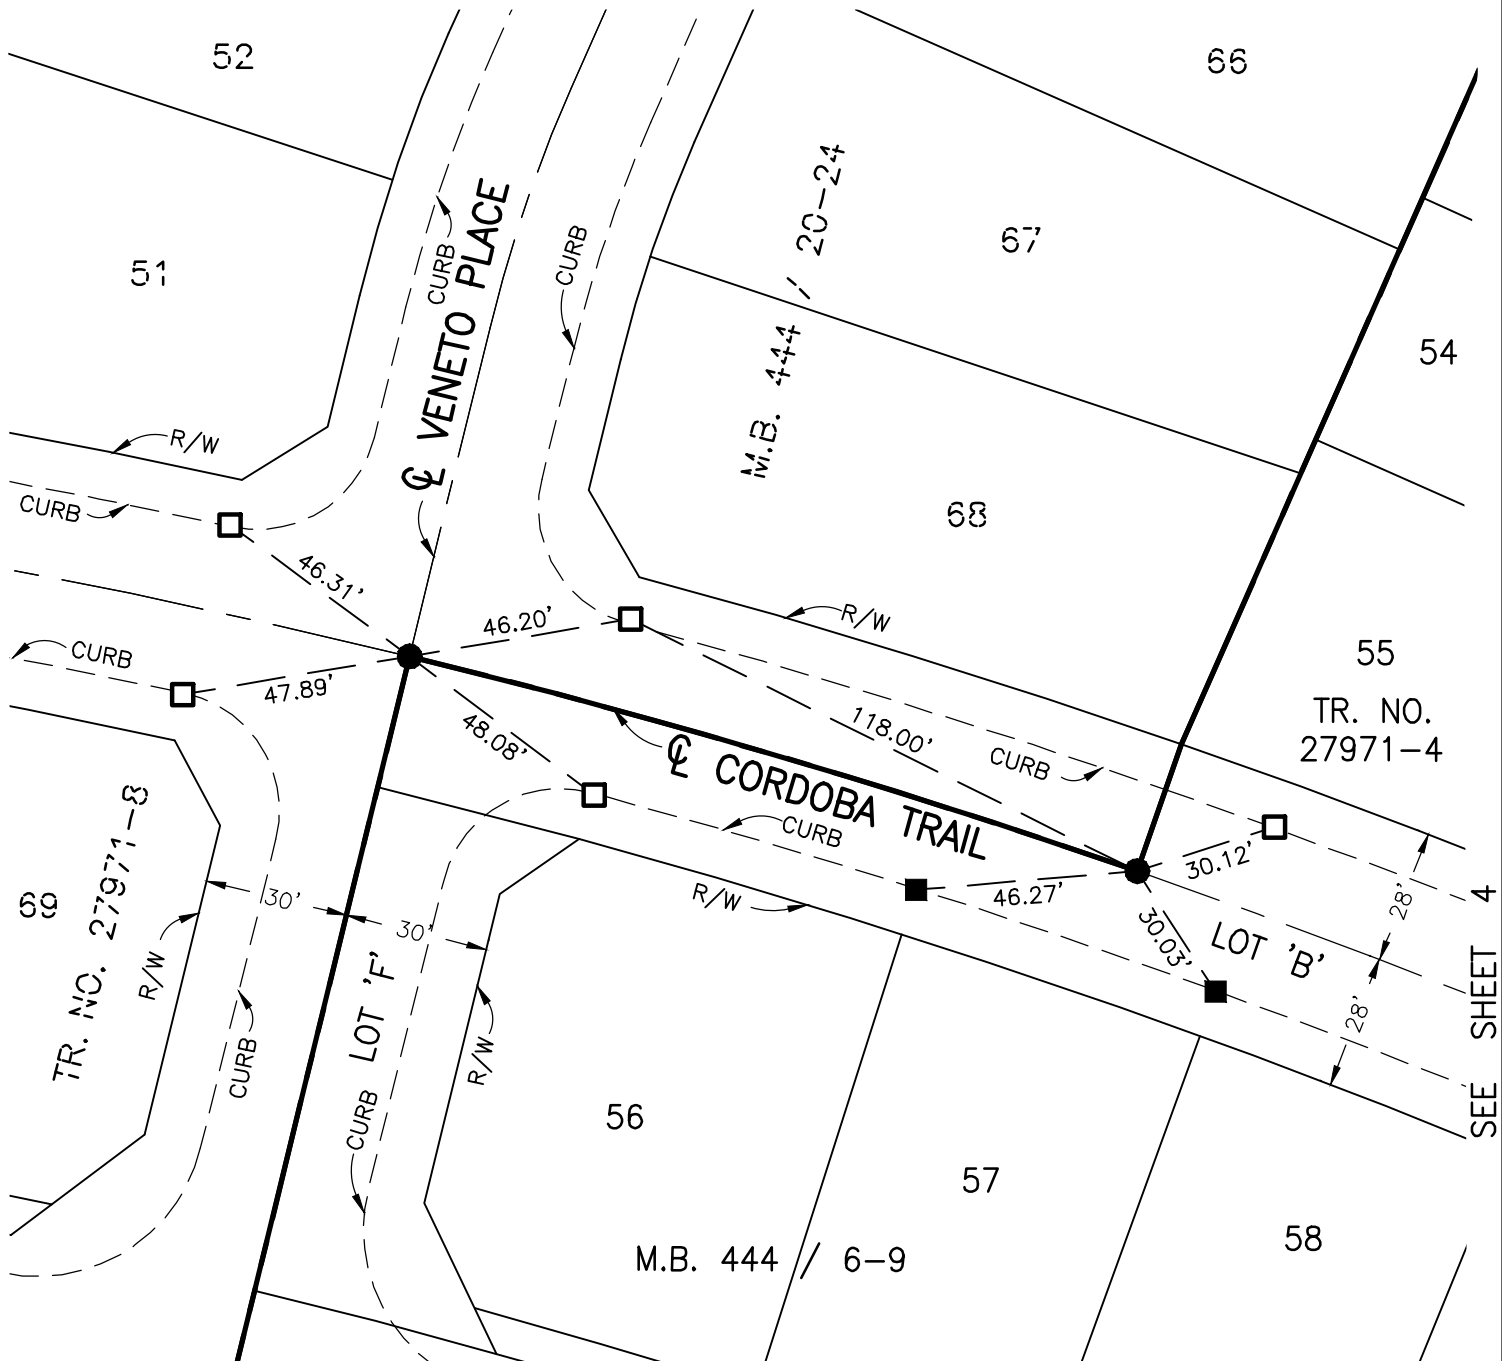 52
66
51
67
54
68
55
TR. NO.
27971-4
69
TR. NO. 27971-8
56
57
58
M.B. 444 / 20-24
M.B. 444 / 6-9
℄ VENETO PLACE
℄ CORDOBA TRAIL
LOT 'F'
LOT 'B'
SEE SHEET 4
CURB
CURB
CURB
CURB
CURB
CURB
CURB
CURB
R/W
R/W
R/W
R/W
R/W
46.31'
46.20'
47.89'
48.08'
118.00'
46.27'
30.12'
30.03'
30'
30'
28'
28'